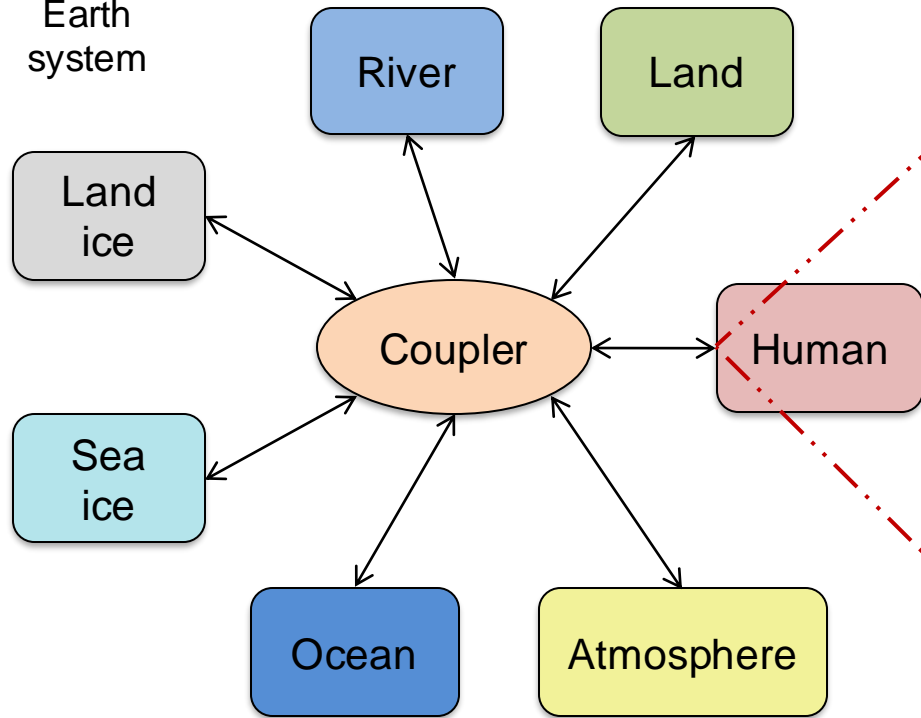 Earth
system
River
Land
Land
ice
Coupler
Human
Sea
ice
Ocean
Atmosphere